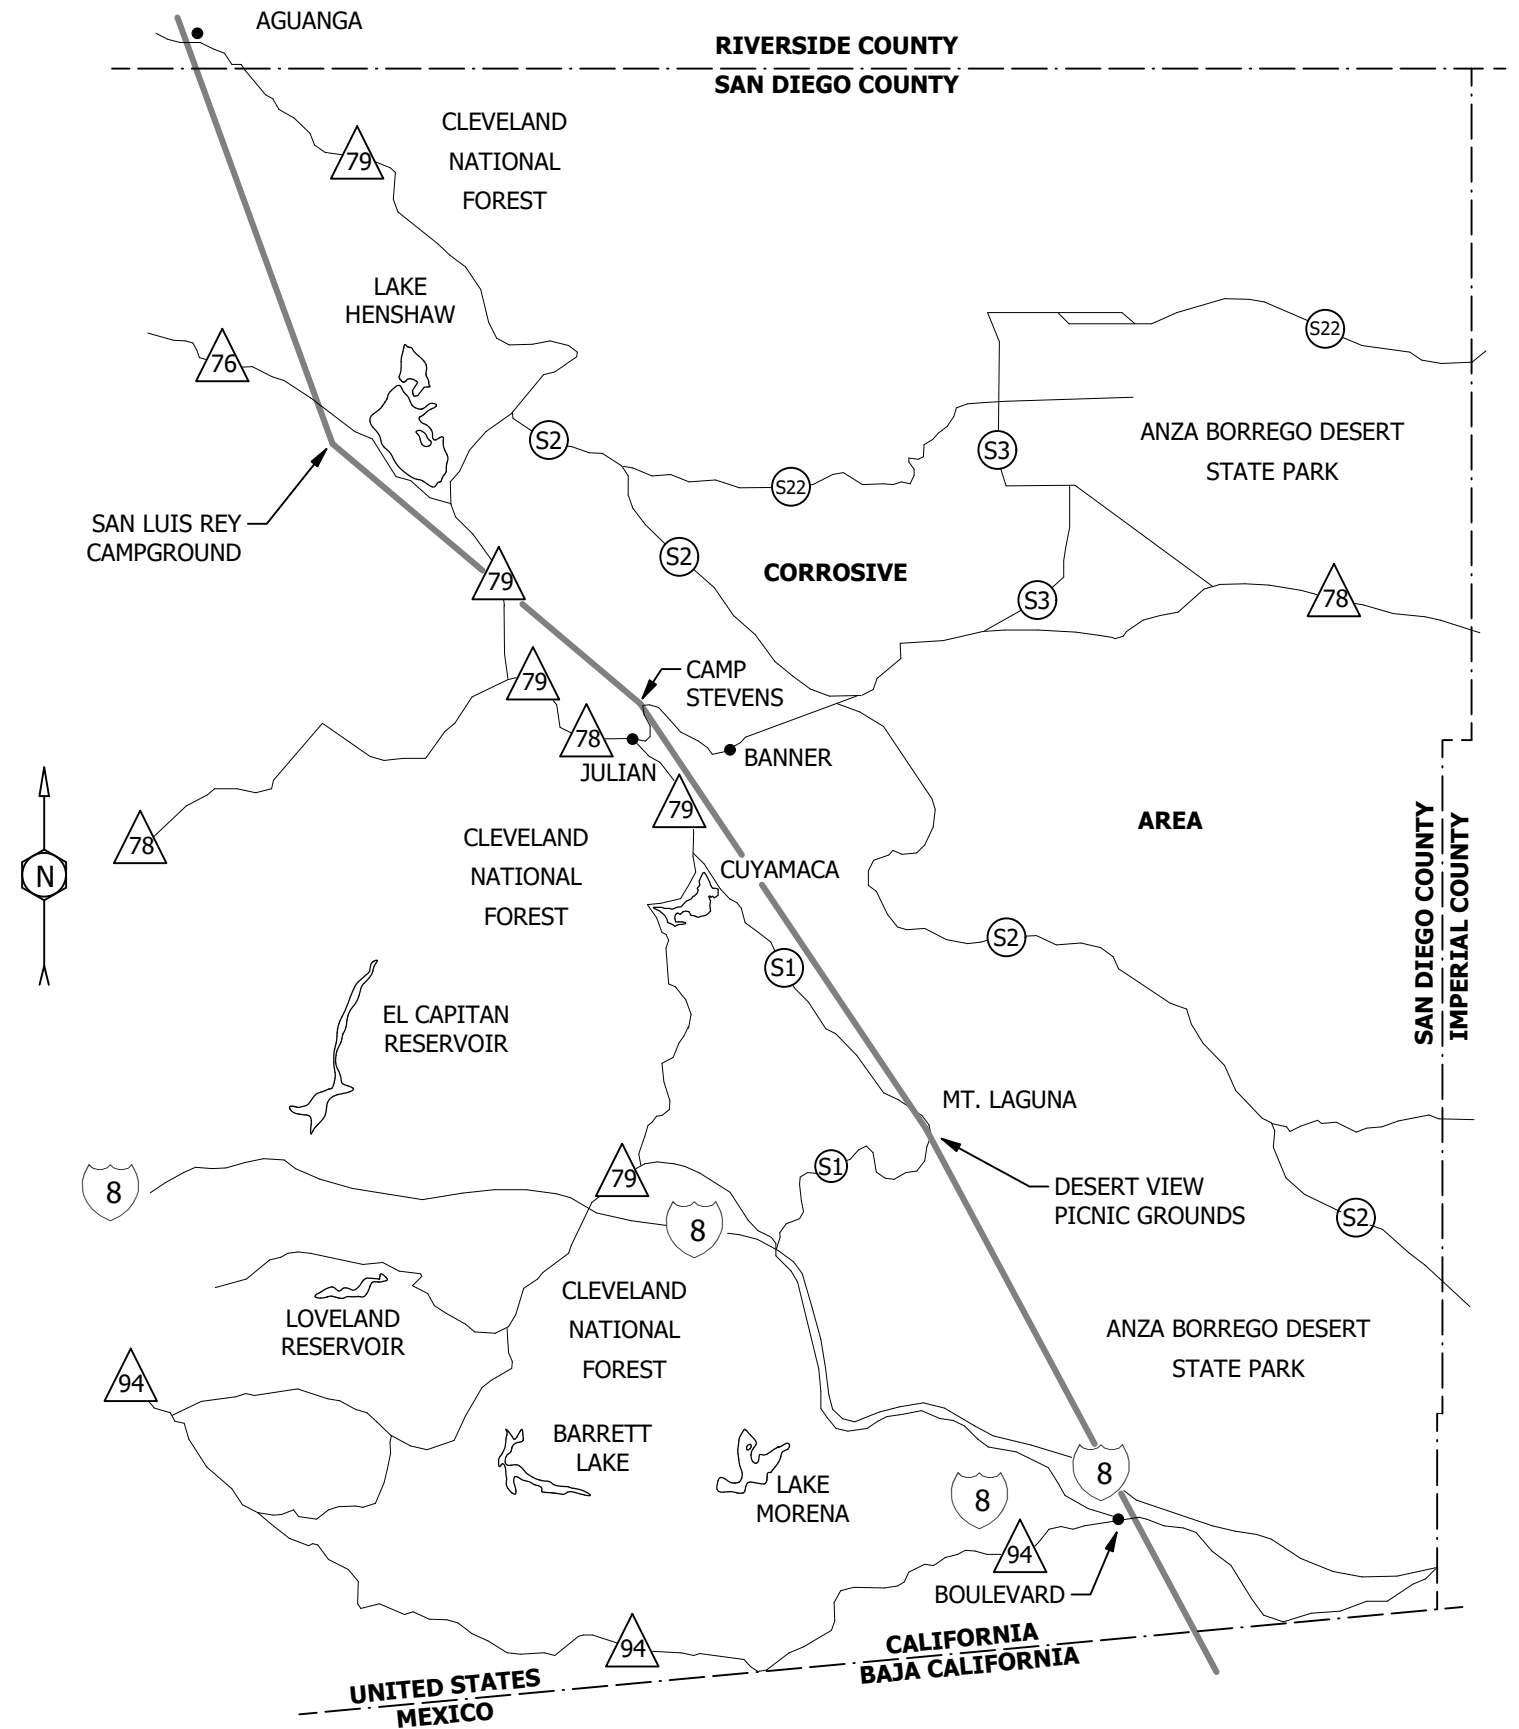 AGUANGA
RIVERSIDE COUNTY
SAN DIEGO COUNTY
CLEVELAND
NATIONAL
FOREST
79
LAKE
HENSHAW
76
S22
S2
S3
ANZA BORREGO DESERT
STATE PARK
S22
SAN LUIS REY
CAMPGROUND
79
S2
CORROSIVE
S3
78
79
CAMP
STEVENS
78
JULIAN
BANNER
79
78
CLEVELAND
NATIONAL
FOREST
CUYAMACA
AREA
SAN DIEGO COUNTY
IMPERIAL COUNTY
N
S2
S1
EL CAPITAN
RESERVOIR
MT. LAGUNA
8
79
S1
DESERT VIEW
PICNIC GROUNDS
8
S2
LOVELAND
RESERVOIR
CLEVELAND
NATIONAL
FOREST
ANZA BORREGO DESERT
STATE PARK
94
BARRETT
LAKE
LAKE
MORENA
8
8
94
BOULEVARD
94
CALIFORNIA
BAJA CALIFORNIA
UNITED STATES
MEXICO